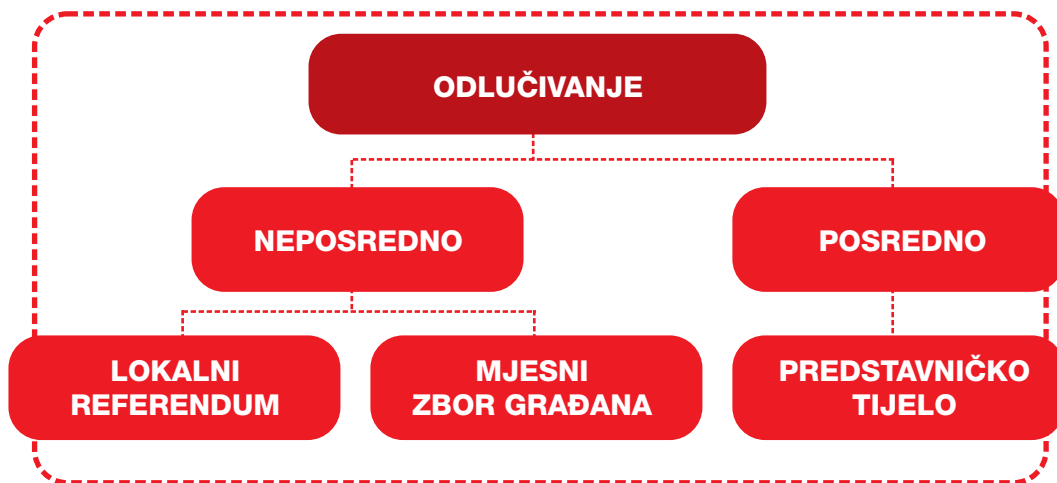 ODLUČIVANJE
NEPOSREDNO
POSREDNO
LOKALNI
REFERENDUM
MJESNI
ZBOR GRAĐANA
PREDSTAVNIČKO
TIJELO